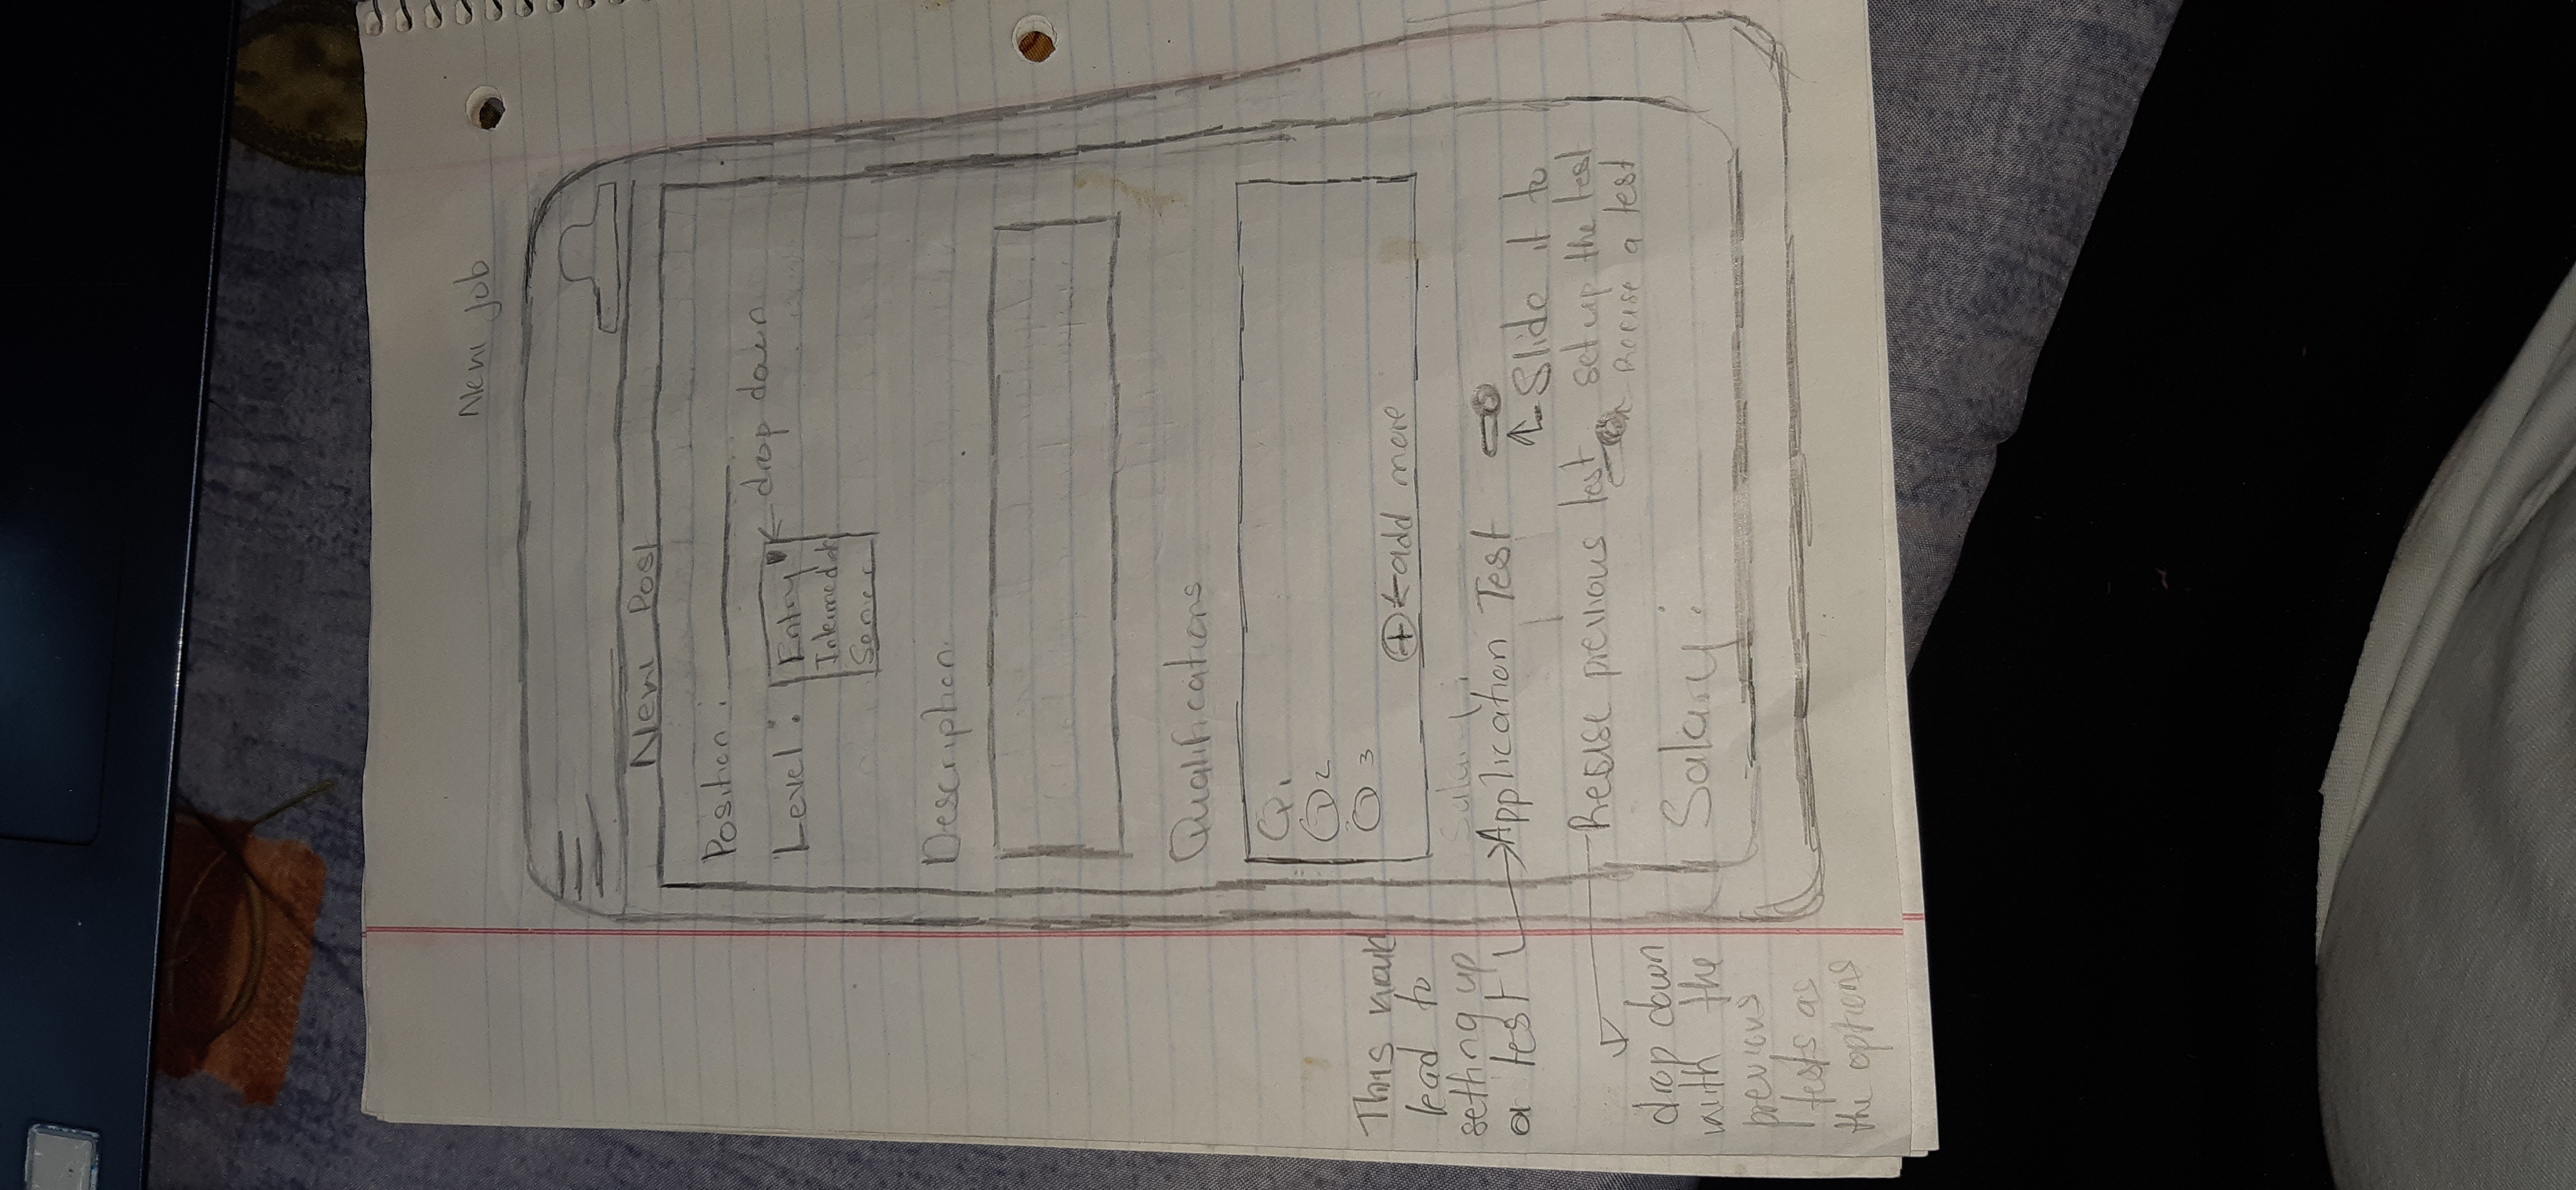 New Job
New Post
Position :
Level : Entry drop down
Intermediate
Senior
Description
Qualifications
Q1
Q2
Q3
+ add more
Salary :
Application Test
Slide it to
set up the test
or Reuse a test
Reuse previous test
Salary :
This would
lead to
setting up
a test
drop down
with the
previous
tests as
the options